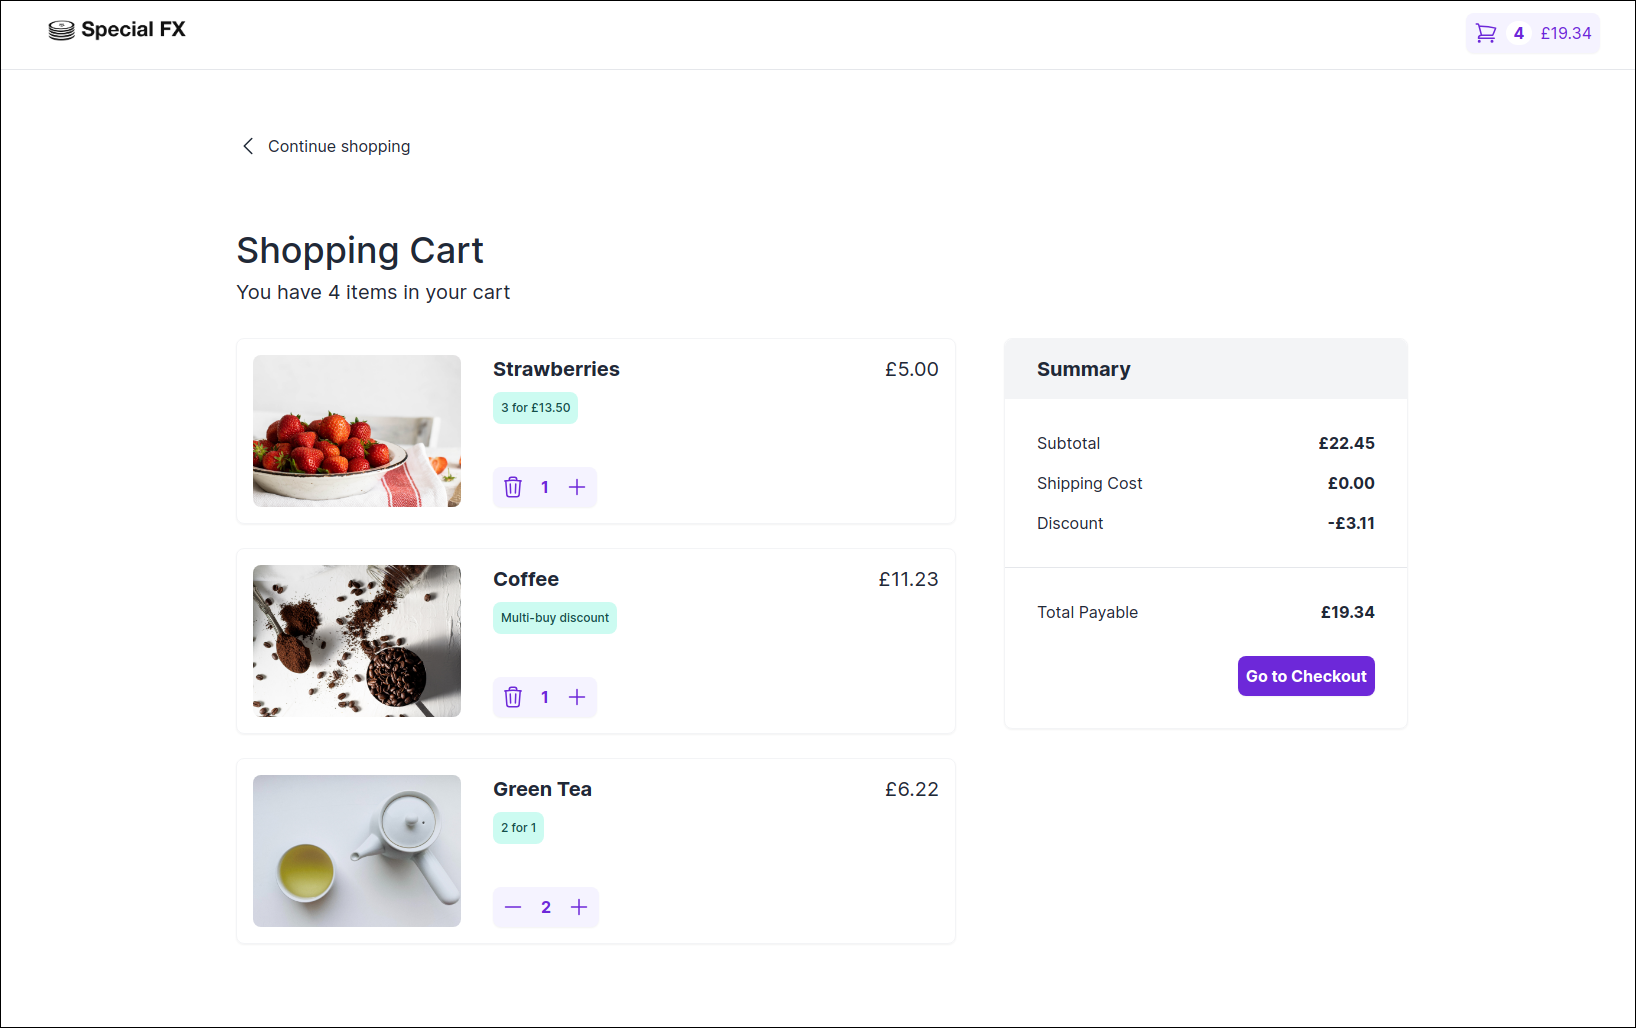 Special FX
4 £19.34
Continue shopping
Shopping Cart
You have 4 items in your cart
Strawberries £5.00
3 for £13.50
1
Coffee £11.23
Multi-buy discount
1
Green Tea £6.22
2 for 1
2
Summary
Subtotal £22.45
Shipping Cost £0.00
Discount -£3.11
Total Payable £19.34
Go to Checkout